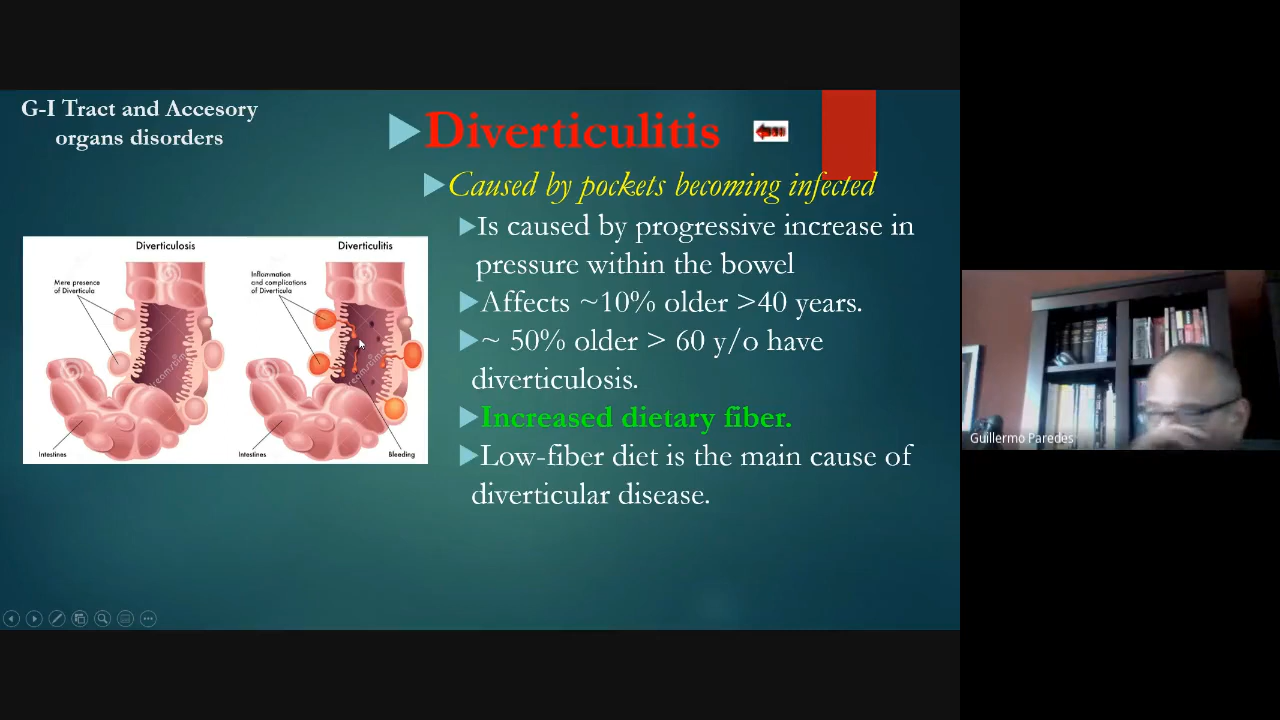 G-I Tract and Accesory
organs disorders
Diverticulitis
Caused by pockets becoming infected
Is caused by progressive increase in
pressure within the bowel
Affects ~10% older >40 years.
~ 50% older > 60 y/o have
diverticulosis.
Increased dietary fiber.
Low-fiber diet is the main cause of
diverticular disease.
Diverticulosis
Mere presence
of Diverticula
Intestines
Diverticulitis
Inflammation
and complications
of Diverticula
Intestines
Bleeding
Guillermo Paredes